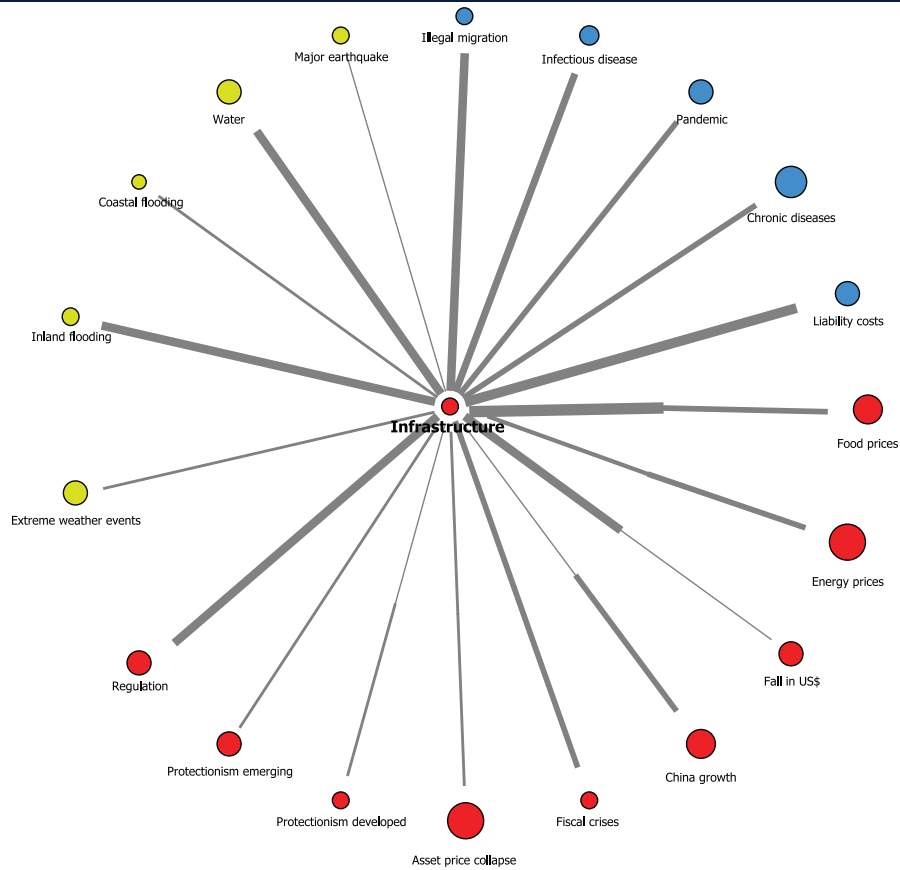 Illegal migration
Major earthquake
Infectious disease
Water
Pandemic
Coastal flooding
Chronic diseases
Inland flooding
Liability costs
Infrastructure
Food prices
Extreme weather events
Energy prices
Regulation
Fall in US$
Protectionism emerging
China growth
Protectionism developed
Fiscal crises
Asset price collapse